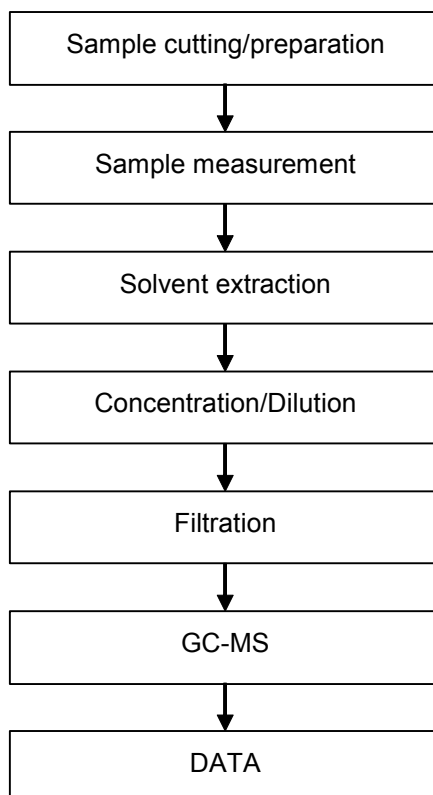 Sample cutting/preparation
Sample measurement
Solvent extraction
Concentration/Dilution
Filtration
GC-MS
DATA